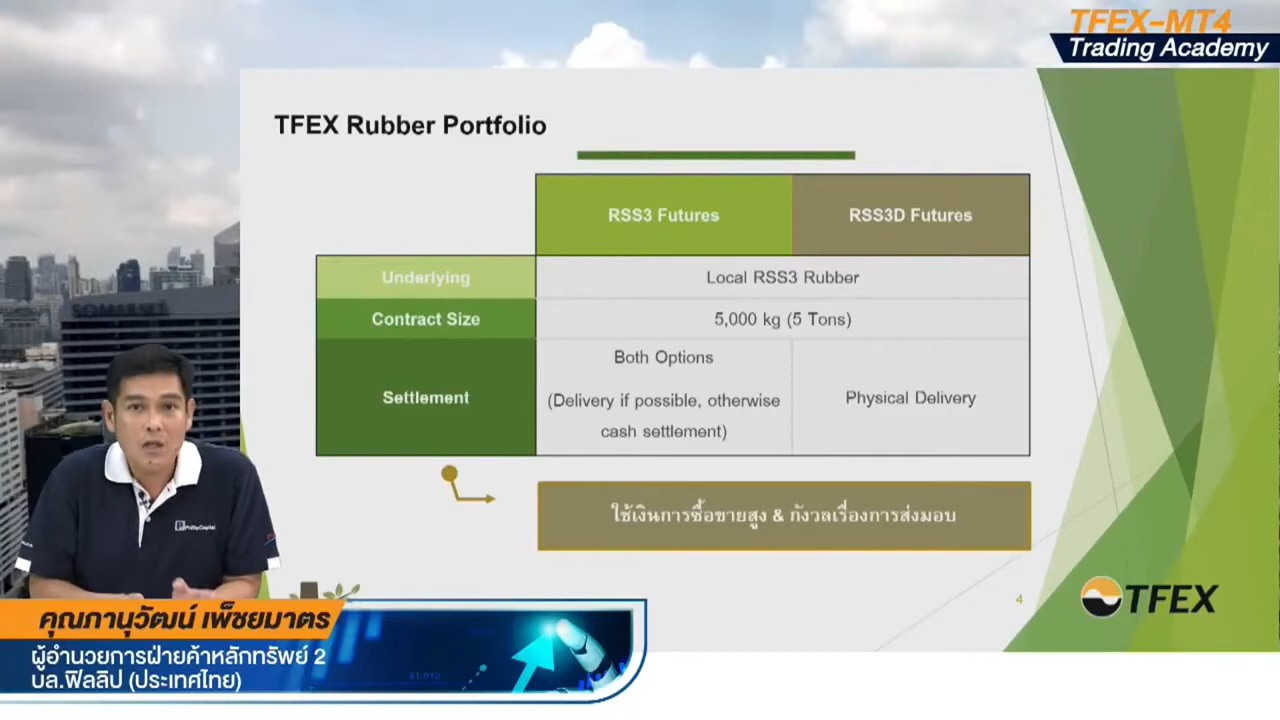 TFEX-MT4
Trading Academy
TFEX Rubber Portfolio
RSS3 Futures
RSS3D Futures
Underlying
Local RSS3 Rubber
Contract Size
5,000 kg (5 Tons)
Settlement
Both Options
(Delivery if possible, otherwise
cash settlement)
Physical Delivery
ใช้เงินการซื้อขายสูง & กังวลเรื่องการส่งมอบ
SOMERSET
PhillipCapital
4
TFEX
คุณภานุวัฒน์ เพ็ชยมาตร
ผู้อำนวยการฝ่ายค้าหลักทรัพย์ 2
บล.ฟิลลิป (ประเทศไทย)